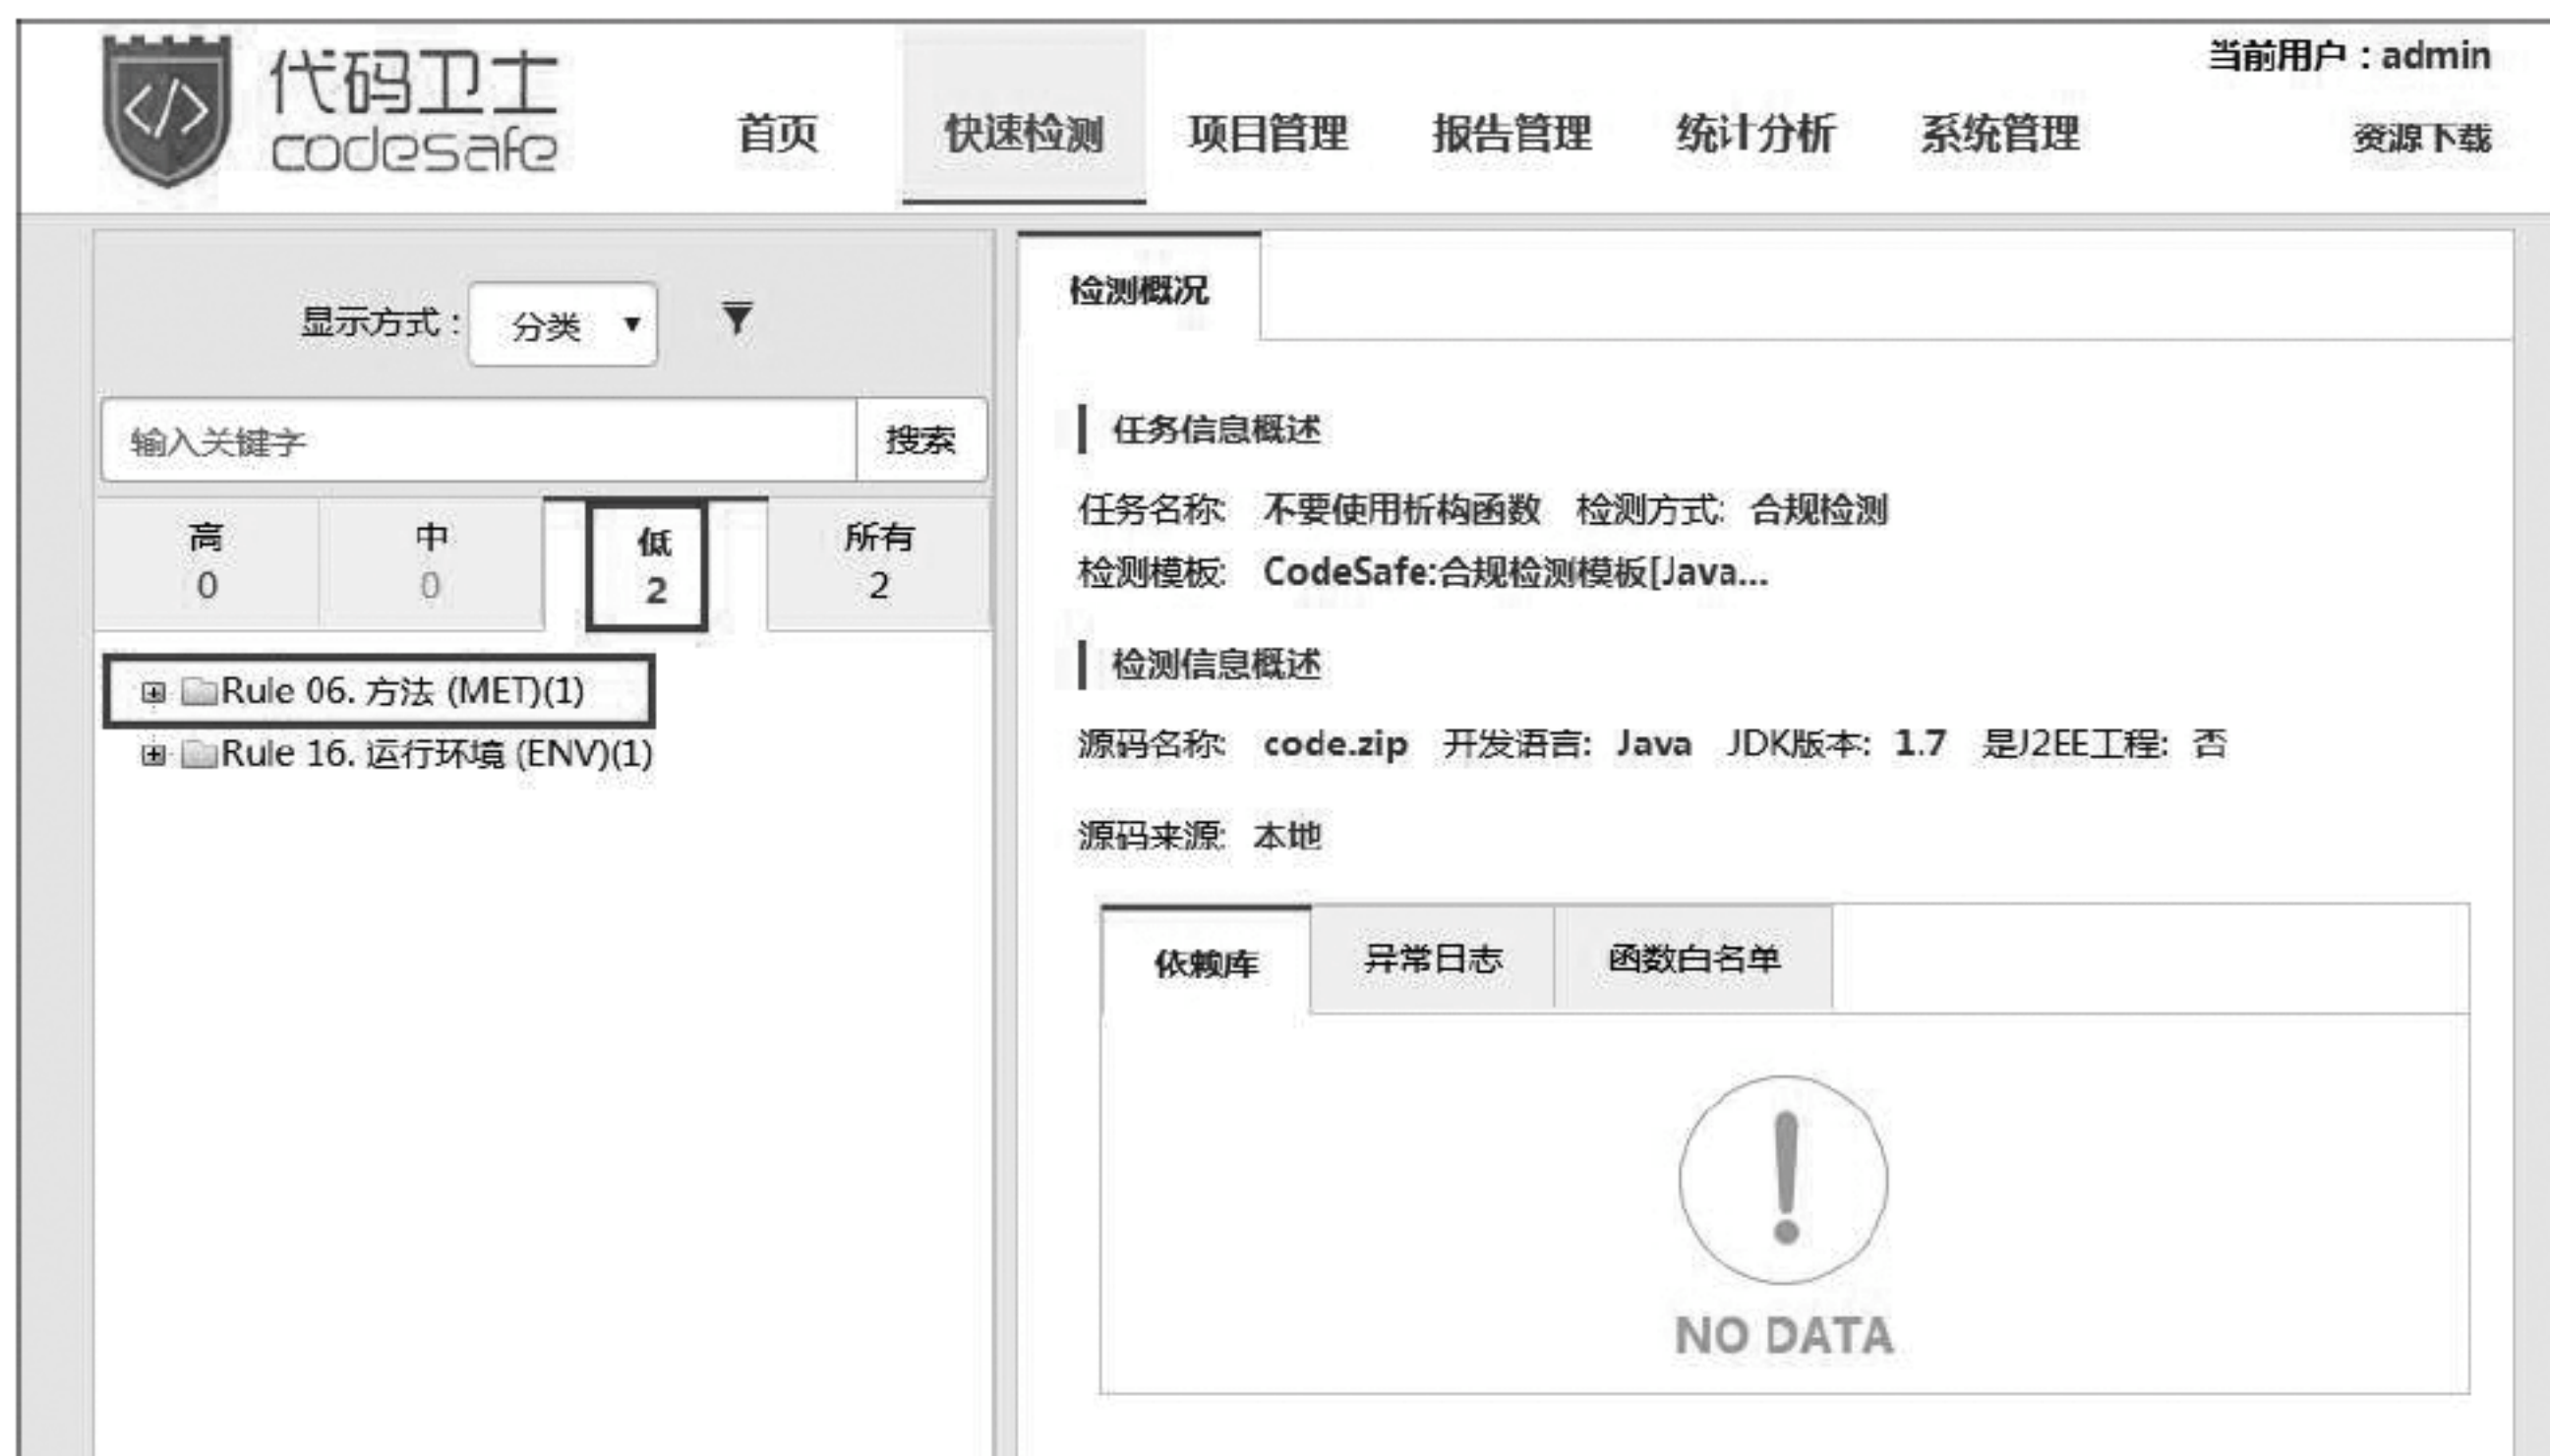 当前用户：admin
代码卫士
codesafe
首页 快速检测 项目管理 报告管理 统计分析 系统管理 资源下载
显示方式： 分类
输入关键字 搜索
高 中 低 所有
0 0 2 2
Rule 06. 方法 (MET)(1)
Rule 16. 运行环境 (ENV)(1)
检测概况
任务信息概述
任务名称: 不要使用析构函数 检测方式: 合规检测
检测模板: CodeSafe:合规检测模板[Java...
检测信息概述
源码名称: code.zip 开发语言: Java JDK版本: 1.7 是J2EE工程: 否
源码来源: 本地
依赖库 异常日志 函数白名单
NO DATA